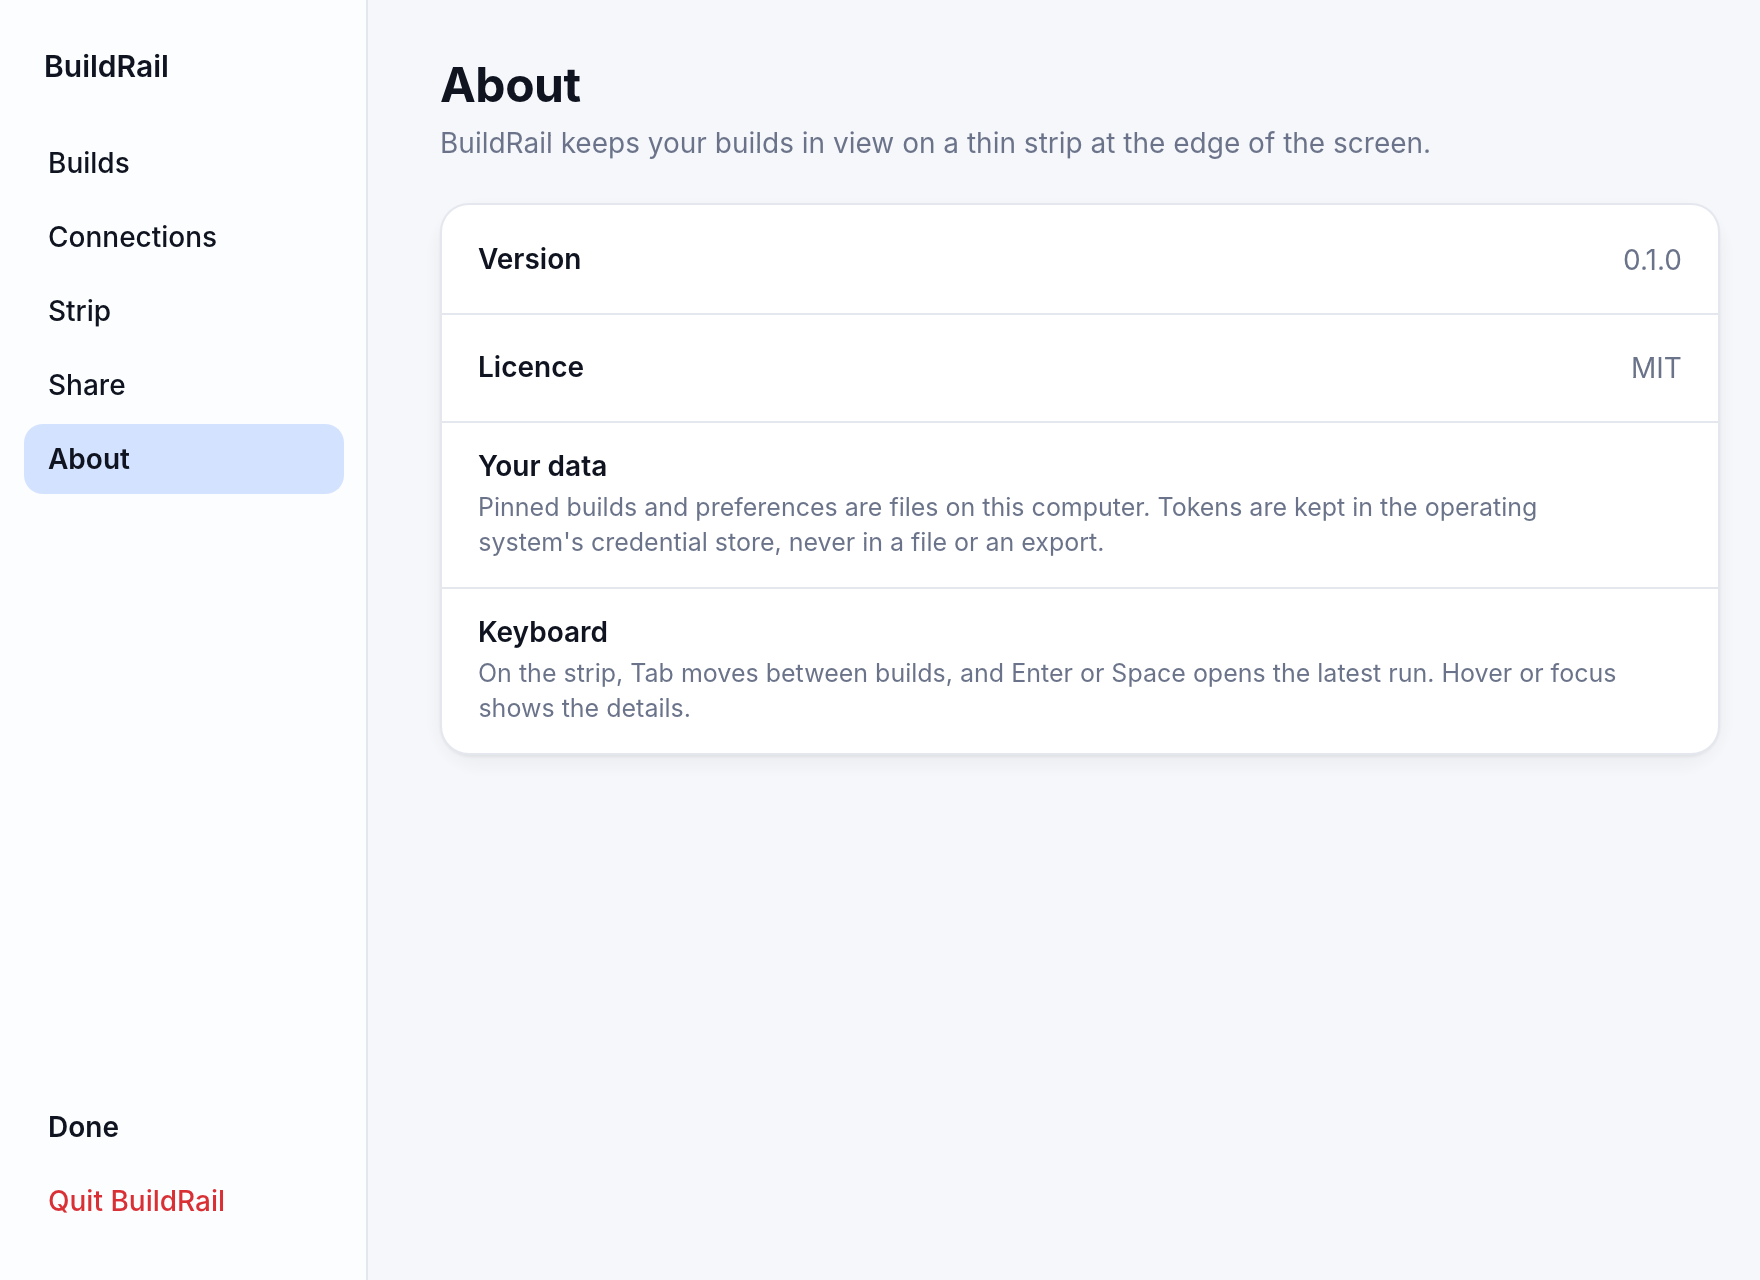 BuildRail
Builds
Connections
Strip
Share
About
Done
Quit BuildRail
About
BuildRail keeps your builds in view on a thin strip at the edge of the screen.
Version
0.1.0
Licence
MIT
Your data
Pinned builds and preferences are files on this computer. Tokens are kept in the operating
system's credential store, never in a file or an export.
Keyboard
On the strip, Tab moves between builds, and Enter or Space opens the latest run. Hover or focus
shows the details.